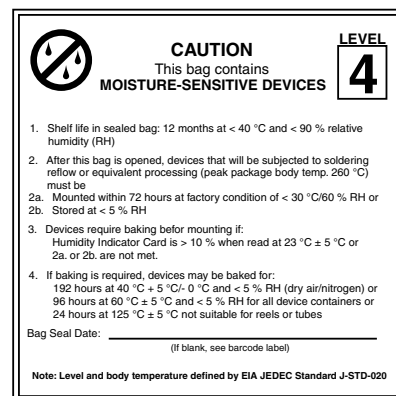 CAUTION
This bag contains
MOISTURE-SENSITIVE DEVICES
LEVEL
4
1. Shelf life in sealed bag: 12 months at < 40 °C and < 90 % relative
humidity (RH)
2. After this bag is opened, devices that will be subjected to soldering
reflow or equivalent processing (peak package body temp. 260 °C)
must be
2a. Mounted within 72 hours at factory condition of < 30 °C/60 % RH or
2b. Stored at < 5 % RH
3. Devices require baking befor mounting if:
Humidity Indicator Card is > 10 % when read at 23 °C ± 5 °C or
2a. or 2b. are not met.
4. If baking is required, devices may be baked for:
192 hours at 40 °C + 5 °C/- 0 °C and < 5 % RH (dry air/nitrogen) or
96 hours at 60 °C ± 5 °C and < 5 % RH for all device containers or
24 hours at 125 °C ± 5 °C not suitable for reels or tubes
Bag Seal Date:
(If blank, see barcode label)
Note: Level and body temperature defined by EIA JEDEC Standard J-STD-020